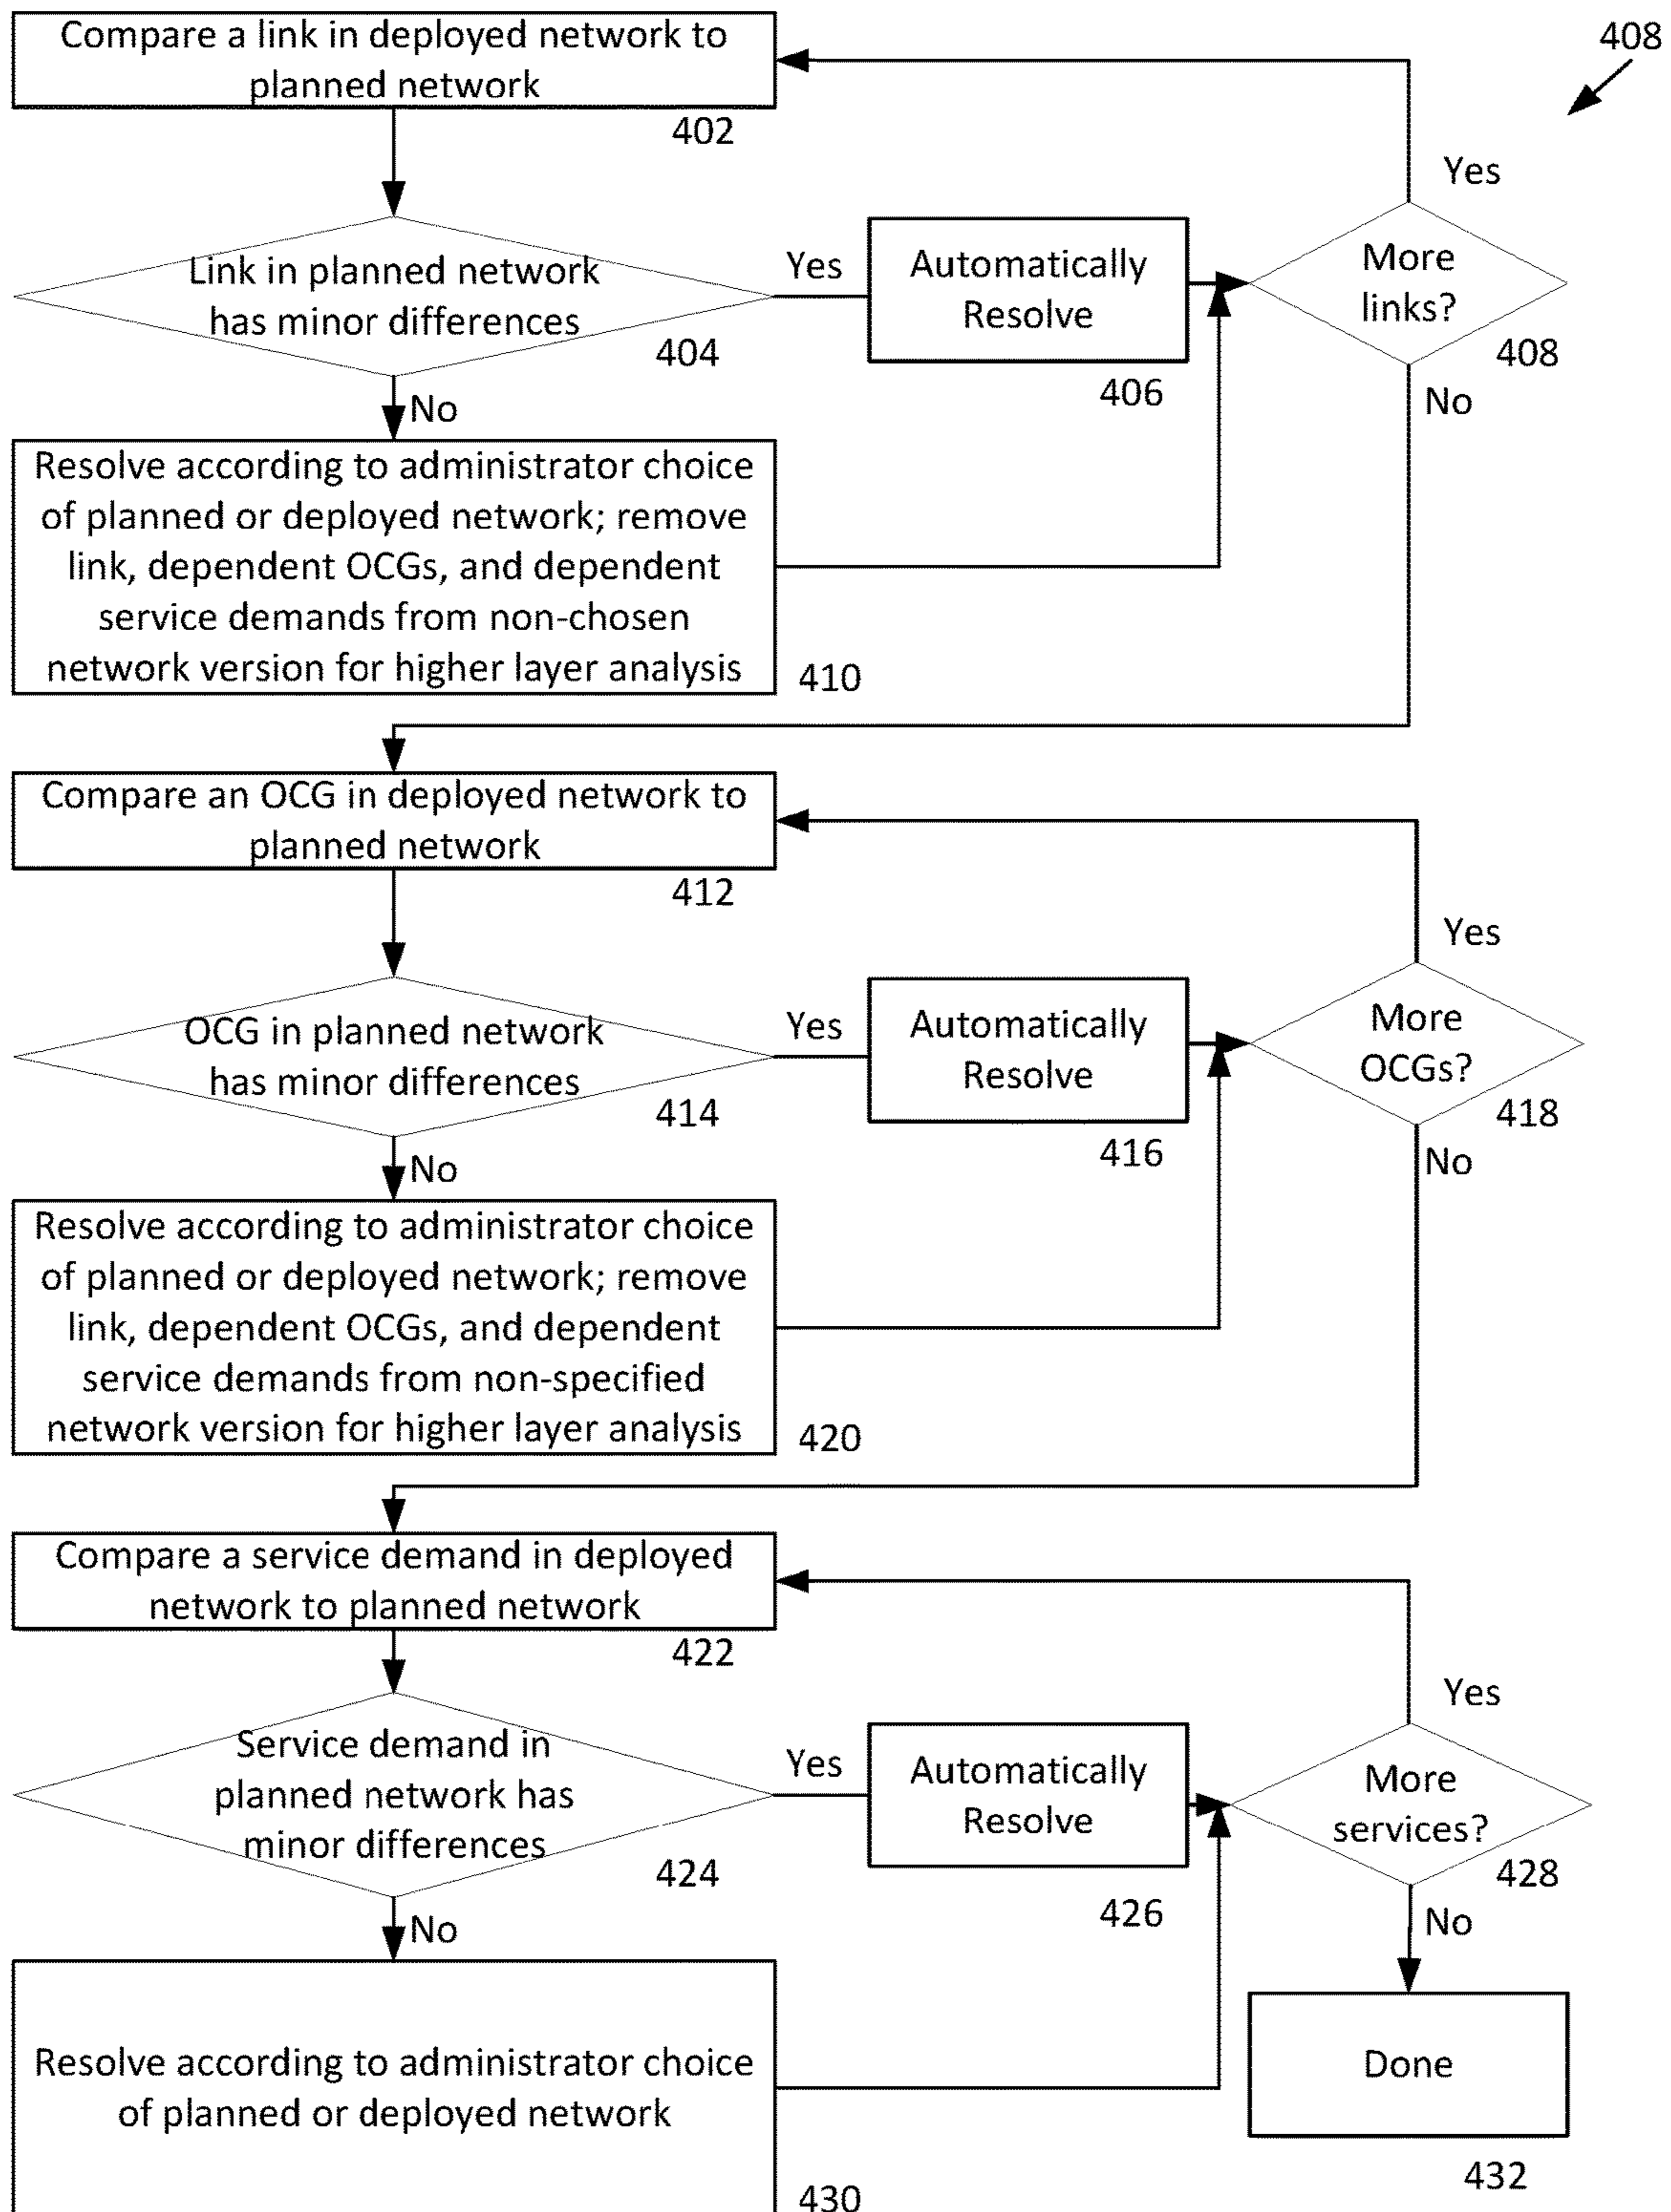 Compare a link in deployed network to
planned network
402
408
Yes
Link in planned network
has minor differences
404
Yes
Automatically
Resolve
406
More
links?
408
No
No
Resolve according to administrator choice
of planned or deployed network; remove
link, dependent OCGs, and dependent
service demands from non-chosen
network version for higher layer analysis
410
Compare an OCG in deployed network to
planned network
412
Yes
OCG in planned network
has minor differences
414
Yes
Automatically
Resolve
416
More
OCGs?
418
No
No
Resolve according to administrator choice
of planned or deployed network; remove
link, dependent OCGs, and dependent
service demands from non-specified
network version for higher layer analysis
420
Compare a service demand in deployed
network to planned network
422
Yes
Service demand in
planned network has
minor differences
424
Yes
Automatically
Resolve
426
More
services?
428
No
No
Resolve according to administrator choice
of planned or deployed network
430
Done
432